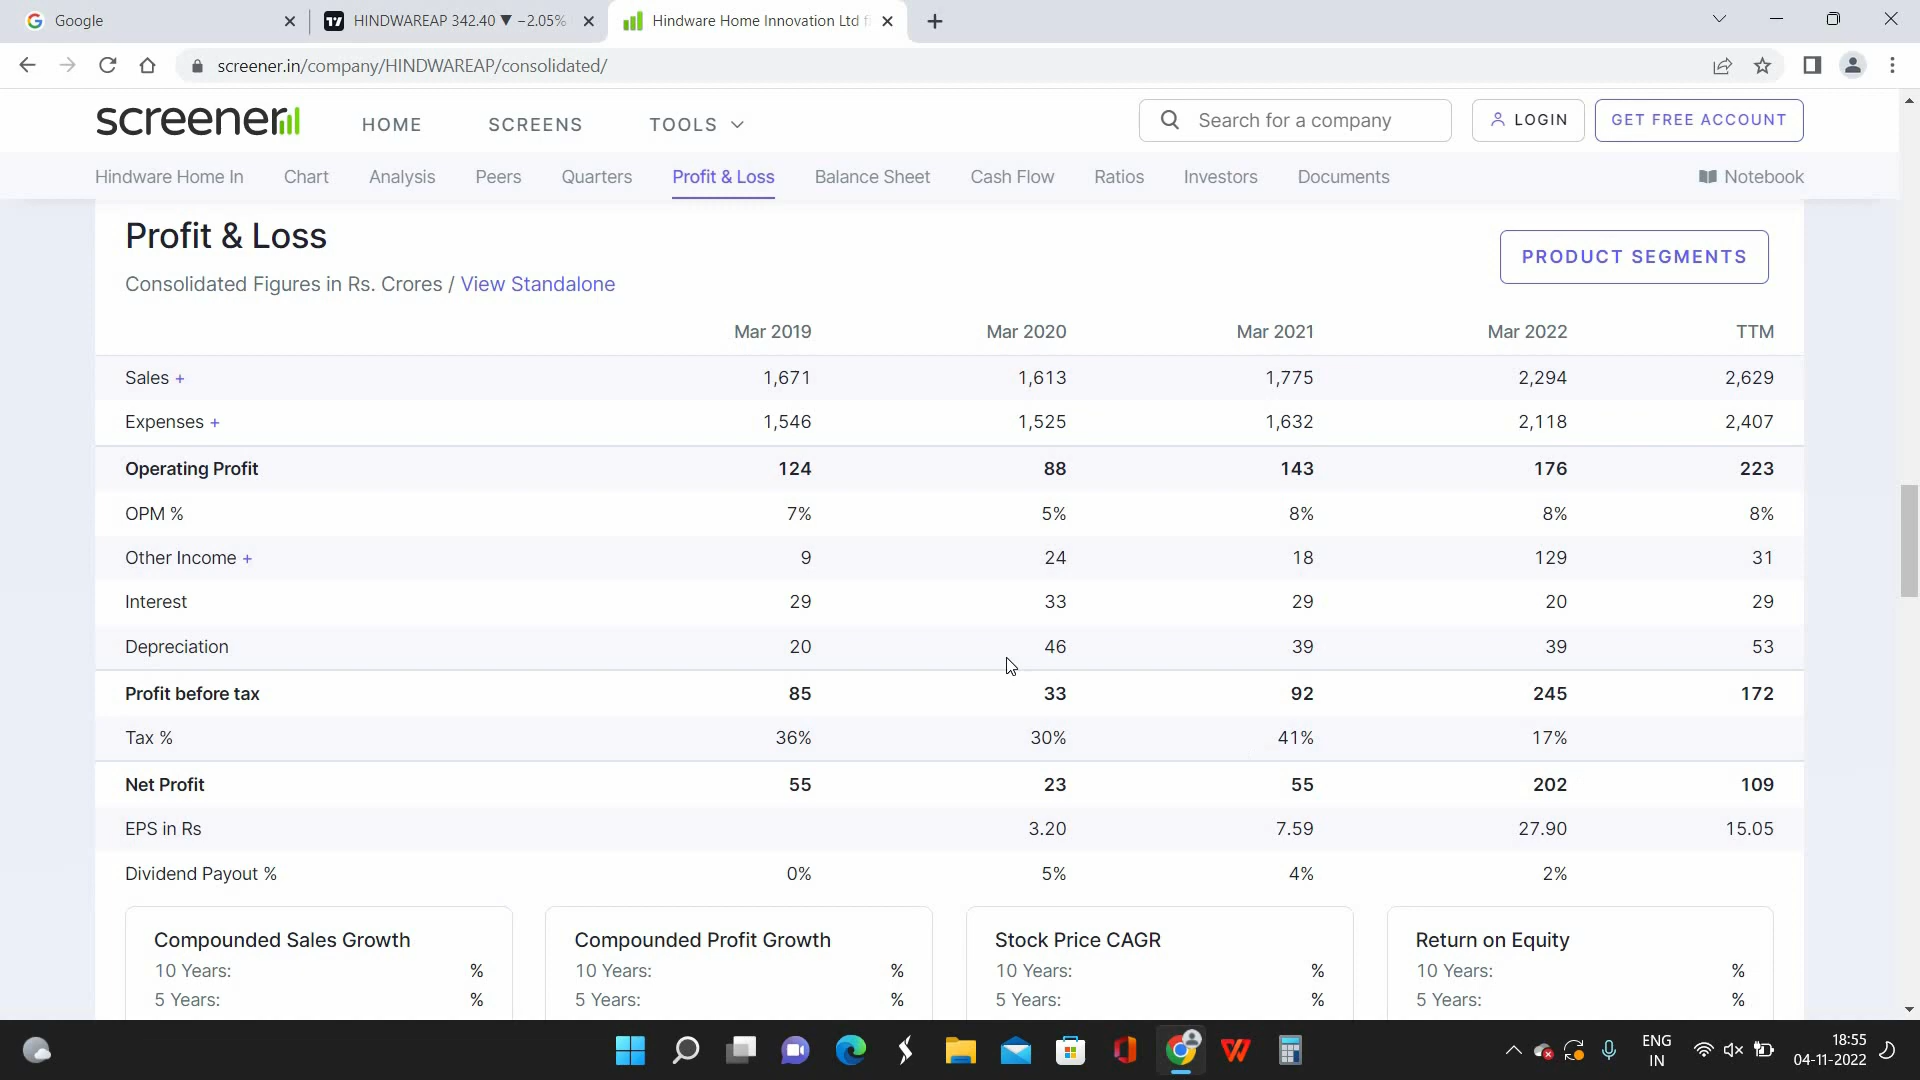 Google
HINDWAREAP 342.40 ▼ −2.05%
Hindware Home Innovation Ltd
screener.in/company/HINDWAREAP/consolidated/
screener
HOME
SCREENS
TOOLS
Search for a company
LOGIN
GET FREE ACCOUNT
Hindware Home In
Chart
Analysis
Peers
Quarters
Profit & Loss
Balance Sheet
Cash Flow
Ratios
Investors
Documents
Notebook
Profit & Loss
PRODUCT SEGMENTS
Consolidated Figures in Rs. Crores / View Standalone
Mar 2019 Mar 2020 Mar 2021 Mar 2022 TTM
Sales + 1,671 1,613 1,775 2,294 2,629
Expenses + 1,546 1,525 1,632 2,118 2,407
Operating Profit 124 88 143 176 223
OPM % 7% 5% 8% 8% 8%
Other Income + 9 24 18 129 31
Interest 29 33 29 20 29
Depreciation 20 46 39 39 53
Profit before tax 85 33 92 245 172
Tax % 36% 30% 41% 17%
Net Profit 55 23 55 202 109
EPS in Rs 3.20 7.59 27.90 15.05
Dividend Payout % 0% 5% 4% 2%
Compounded Sales Growth
10 Years: %
5 Years: %
Compounded Profit Growth
10 Years: %
5 Years: %
Stock Price CAGR
10 Years: %
5 Years: %
Return on Equity
10 Years: %
5 Years: %
ENG
IN
18:55
04-11-2022